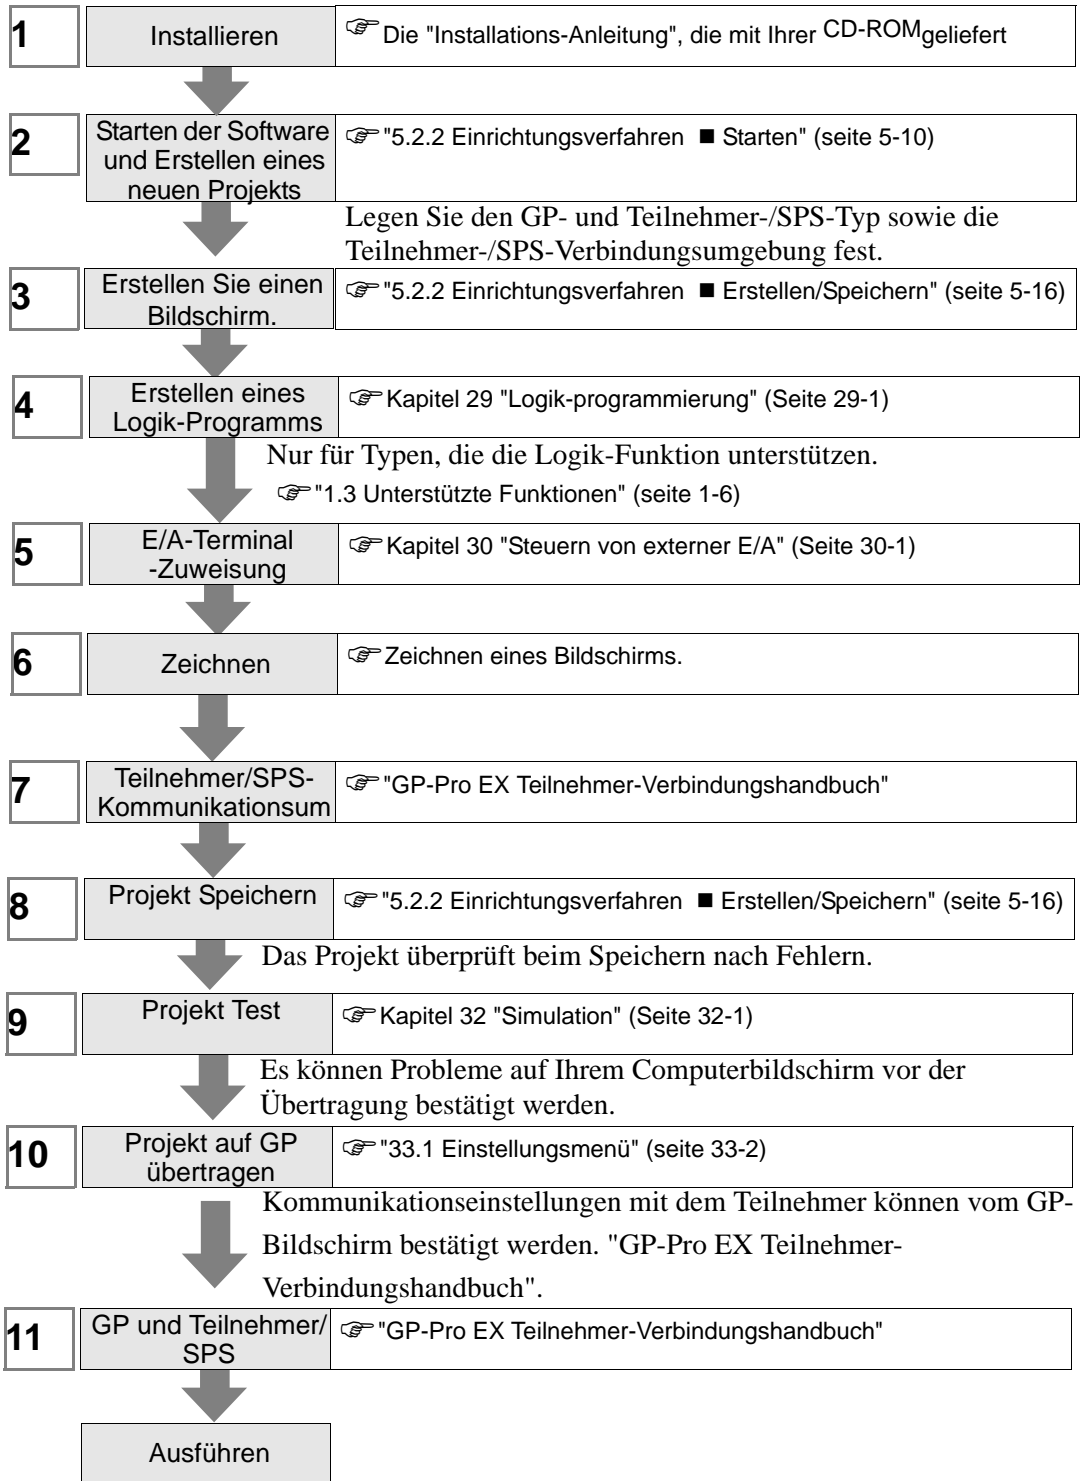 1
Installieren
☞ Die "Installations-Anleitung", die mit Ihrer CD-ROMgeliefert
2
Starten der Software
und Erstellen eines
neuen Projekts
☞ "5.2.2 Einrichtungsverfahren ■ Starten" (seite 5-10)
Legen Sie den GP- und Teilnehmer-/SPS-Typ sowie die
Teilnehmer-/SPS-Verbindungsumgebung fest.
3
Erstellen Sie einen
Bildschirm.
☞ "5.2.2 Einrichtungsverfahren ■ Erstellen/Speichern" (seite 5-16)
4
Erstellen eines
Logik-Programms
☞ Kapitel 29 "Logik-programmierung" (Seite 29-1)
Nur für Typen, die die Logik-Funktion unterstützen.
☞ "1.3 Unterstützte Funktionen" (seite 1-6)
5
E/A-Terminal
-Zuweisung
☞ Kapitel 30 "Steuern von externer E/A" (Seite 30-1)
6
Zeichnen
☞ Zeichnen eines Bildschirms.
7
Teilnehmer/SPS-
Kommunikationsum
☞ "GP-Pro EX Teilnehmer-Verbindungshandbuch"
8
Projekt Speichern
☞ "5.2.2 Einrichtungsverfahren ■ Erstellen/Speichern" (seite 5-16)
Das Projekt überprüft beim Speichern nach Fehlern.
9
Projekt Test
☞ Kapitel 32 "Simulation" (Seite 32-1)
Es können Probleme auf Ihrem Computerbildschirm vor der
Übertragung bestätigt werden.
10
Projekt auf GP
übertragen
☞ "33.1 Einstellungsmenü" (seite 33-2)
Kommunikationseinstellungen mit dem Teilnehmer können vom GP-
Bildschirm bestätigt werden. "GP-Pro EX Teilnehmer-
Verbindungshandbuch".
11
GP und Teilnehmer/
SPS
☞ "GP-Pro EX Teilnehmer-Verbindungshandbuch"
Ausführen